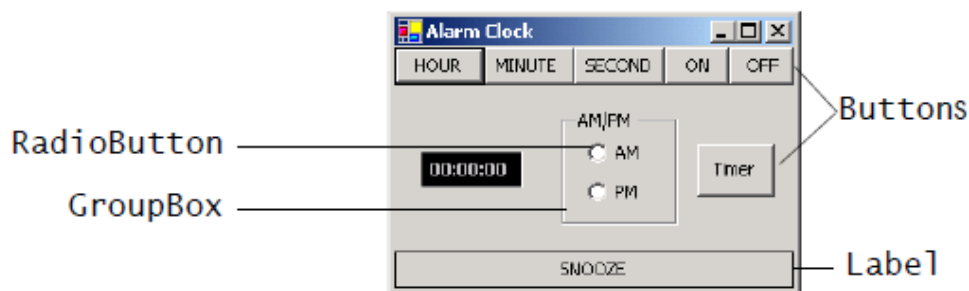 Alarm Clock
HOUR MINUTE SECOND ON OFF
Buttons
AM/PM
RadioButton
AM
00:00:00
Timer
GroupBox
PM
SNOOZE
Label